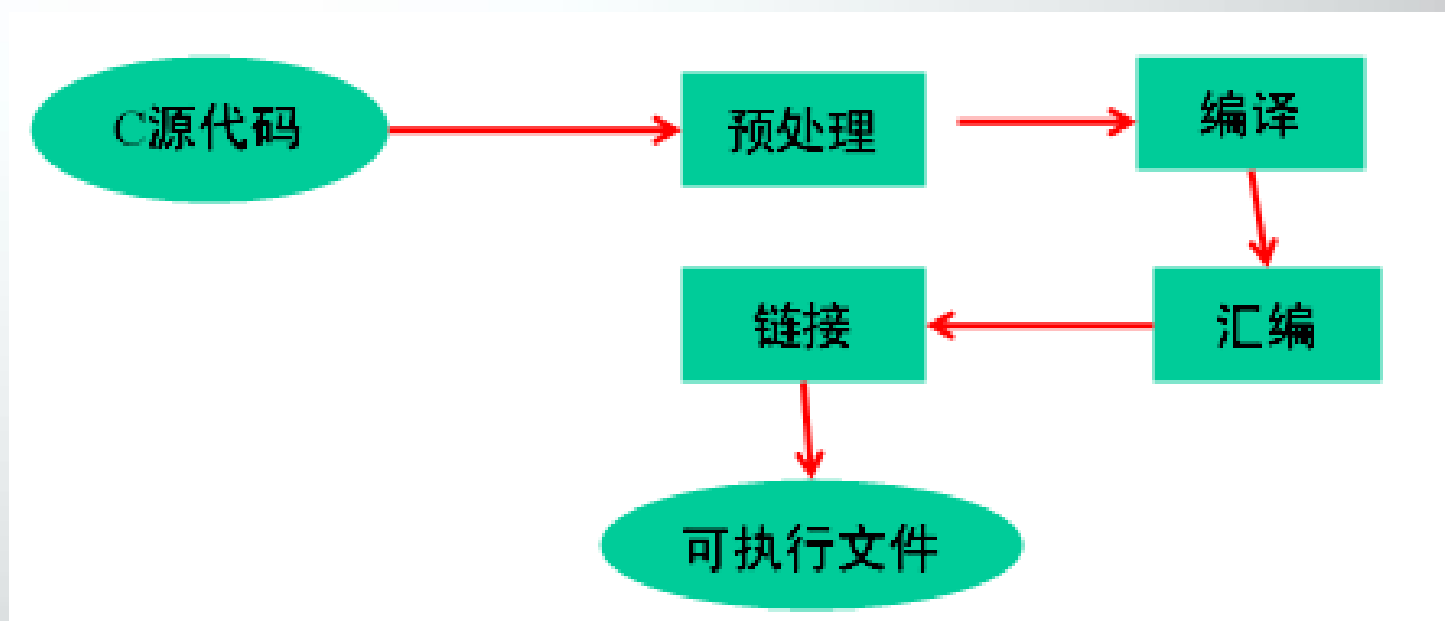 C源代码
预处理
编译
汇编
链接
可执行文件